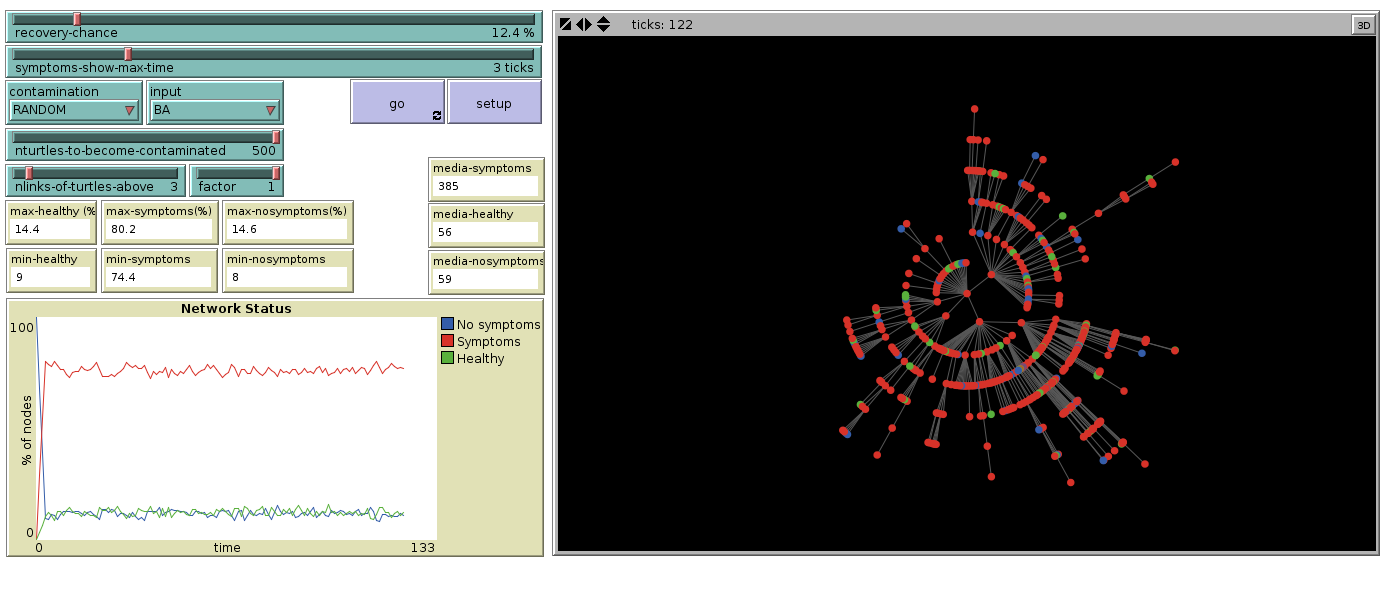 recovery-chance 12.4 %
symptoms-show-max-time 3 ticks
contamination
RANDOM
input
BA
go
setup
nturtles-to-become-contaminated 500
nlinks-of-turtles-above 3
factor 1
media-symptoms
385
max-healthy (%
14.4
max-symptoms(%)
80.2
max-nosymptoms(%)
14.6
media-healthy
56
min-healthy
9
min-symptoms
74.4
min-nosymptoms
8
media-nosymptoms
59
Network Status
100
% of nodes
0
0
time
133
No symptoms
Symptoms
Healthy
ticks: 122
3D